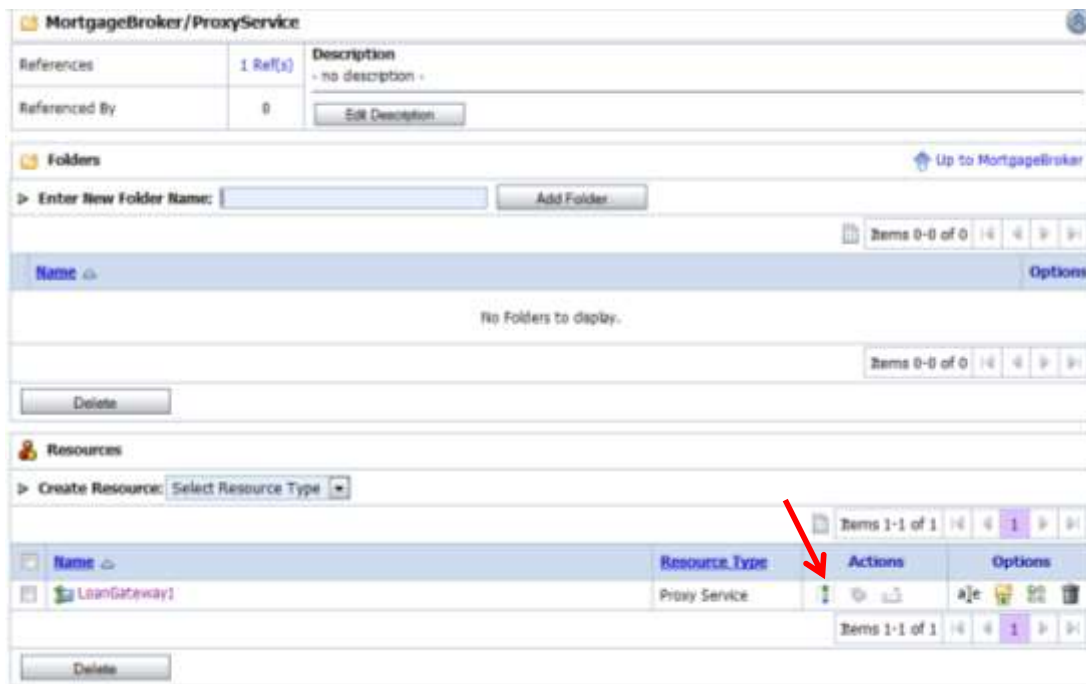 MortgageBroker/ProxyService
References 1 Ref(s) Description
- no description -
Referenced By 0 Edit Description
Folders Up to MortgageBroker
Enter New Folder Name: Add Folder
Items 0-0 of 0
Name Options
No Folders to display.
Items 0-0 of 0
Delete
Resources
Create Resource: Select Resource Type
Items 1-1 of 1 1
Name Resource Type Actions Options
LoanGateway1 Proxy Service a]e
Items 1-1 of 1 1
Delete